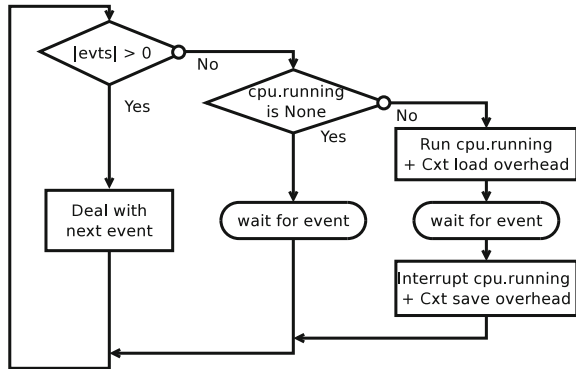 |evts| > 0
No
Yes
cpu.running
is None
No
Yes
Run cpu.running
+ Cxt load overhead
Deal with
next event
wait for event
wait for event
Interrupt cpu.running
+ Cxt save overhead